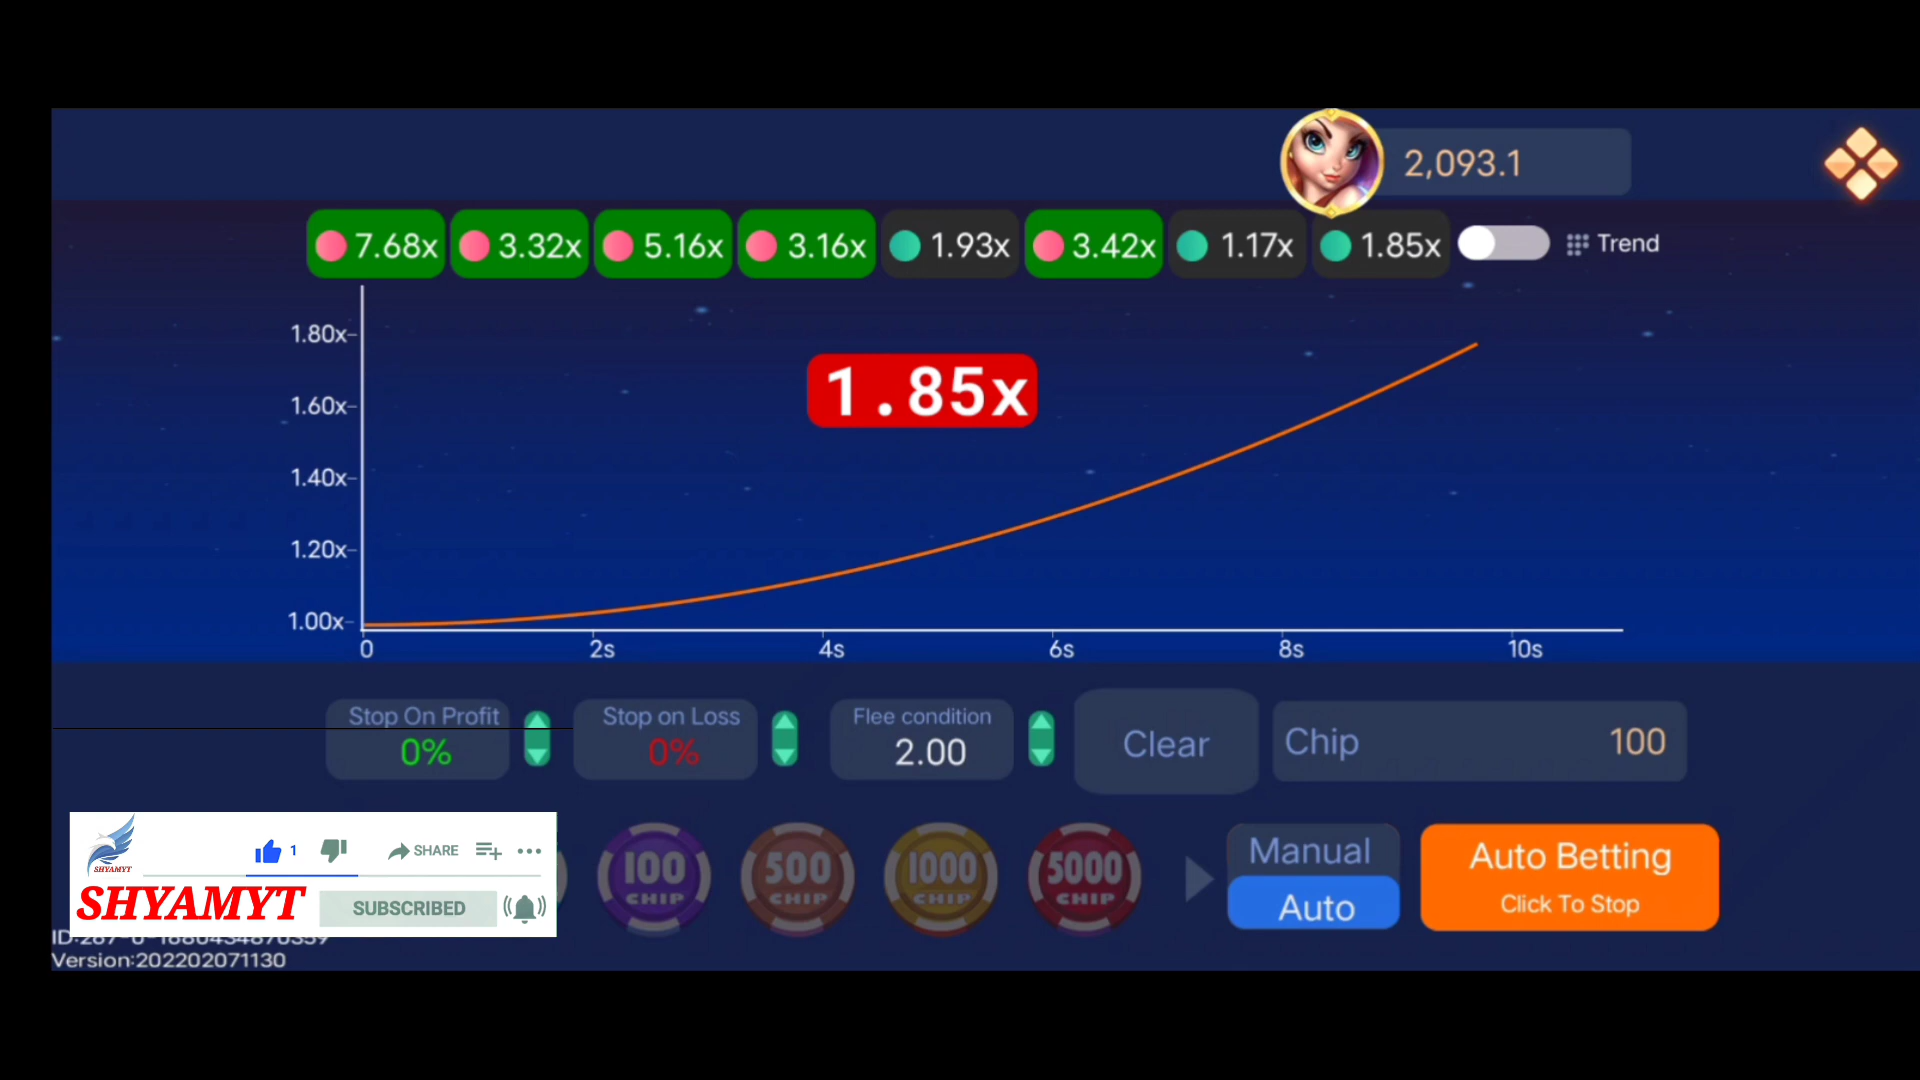 2,093.1
7.68x 3.32x 5.16x 3.16x 1.93x 3.42x 1.17x 1.85x Trend
1.80x
1.85x
1.60x
1.40x
1.20x
1.00x
0 2s 4s 6s 8s 10s
Stop On Profit Stop on Loss Flee condition
0% 0% 2.00 Clear Chip 100
100 CHIP
500 CHIP
1000 CHIP
5000 CHIP
Manual
Auto
Auto Betting
Click To Stop
1 SHARE
SHYAMYT
SHYAMYT SUBSCRIBED
Version:202202071130